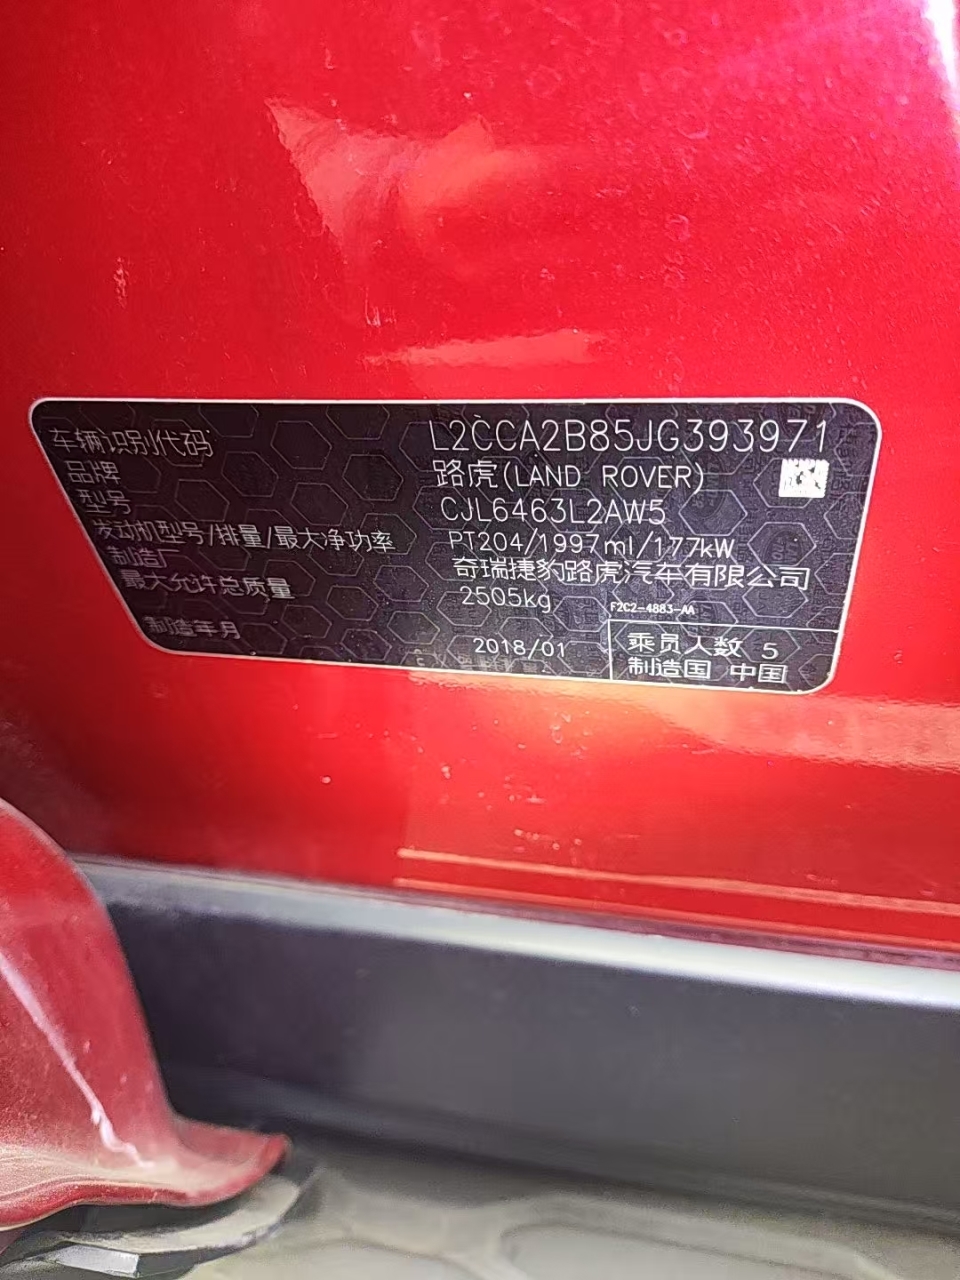 车辆识别代码 L2CCA2B85JG393971
品牌 路虎(LAND ROVER)
型号 CJL6463L2AW5
发动机型号/排量/最大净功率 PT204/1997ml/177kW
制造厂 奇瑞捷豹路虎汽车有限公司
最大允许总质量 2505kg
F2C2-4883-AA
制造年月 2018/01
乘员人数 5
制造国 中国